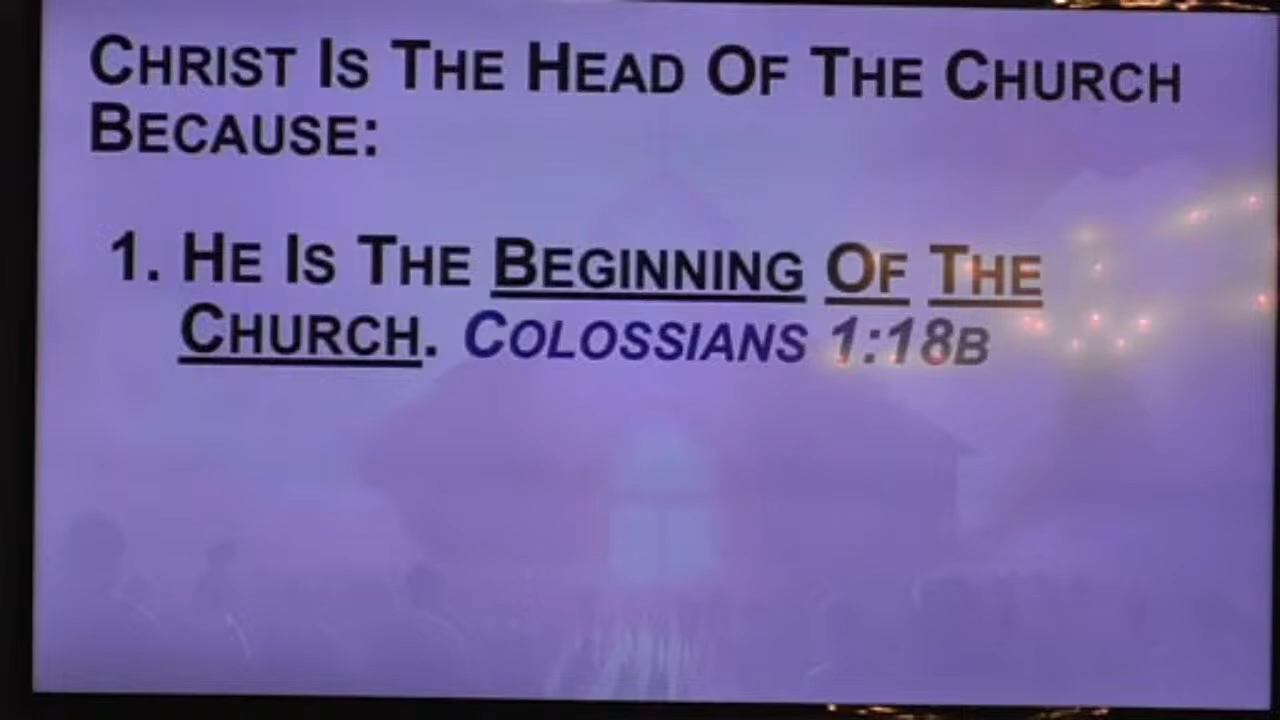 CHRIST IS THE HEAD OF THE CHURCH
BECAUSE:
1. HE IS THE BEGINNING OF THE
CHURCH. COLOSSIANS 1:18B